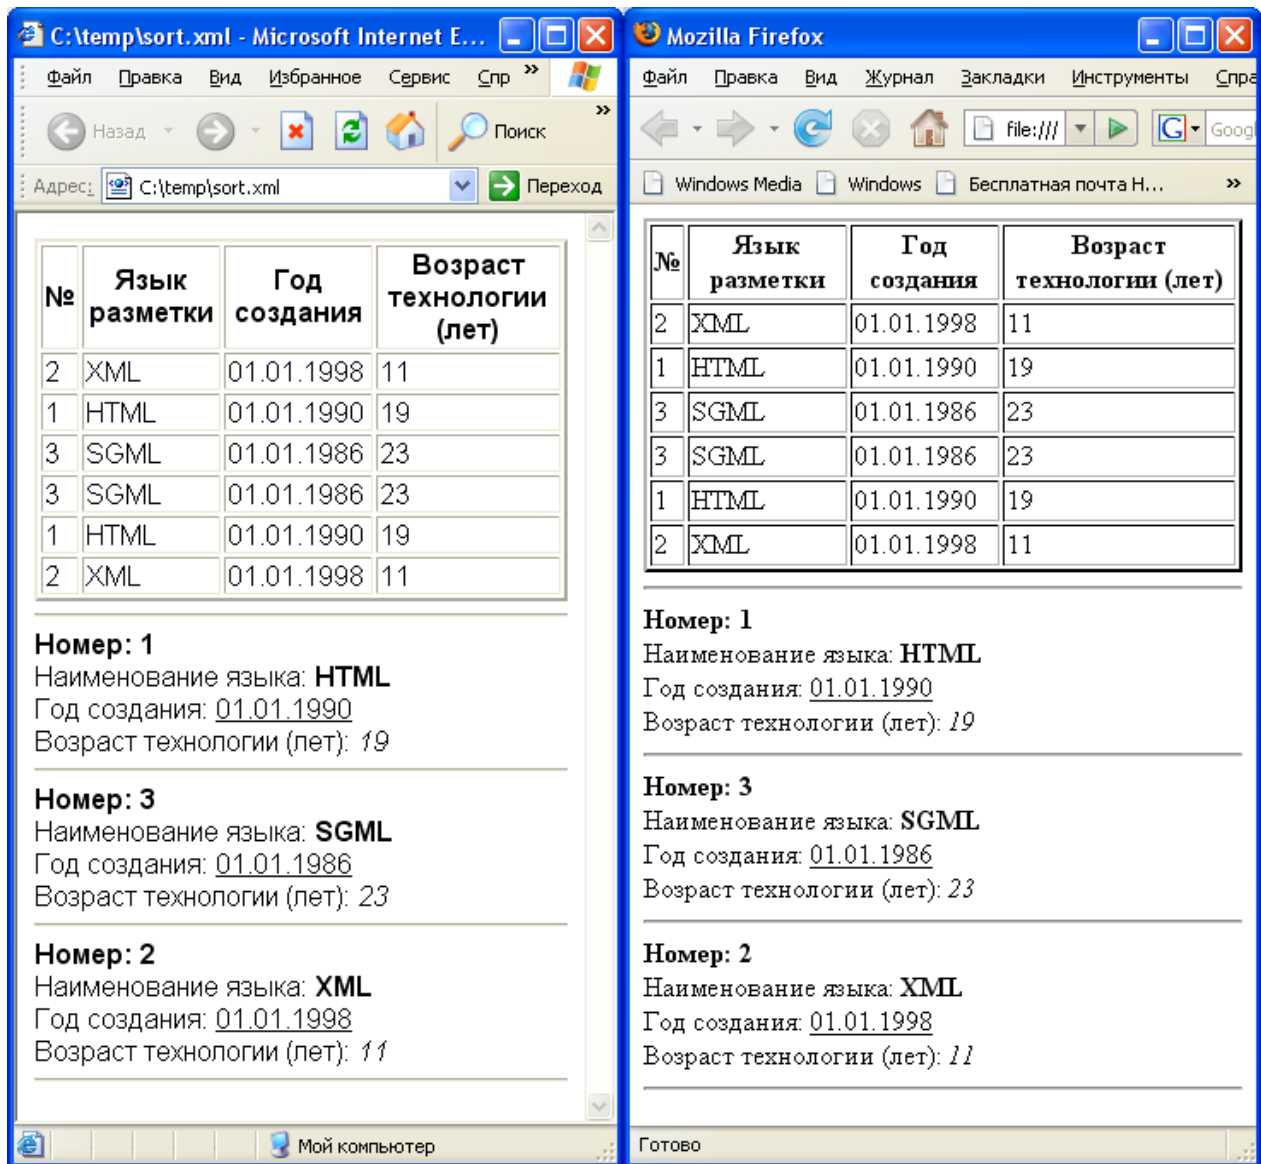 C:\temp\sort.xml - Microsoft Internet E...
Файл Правка Вид Избранное Сервис Спр »
Назад Поиск »
Адрес: C:\temp\sort.xml Переход
№ Язык разметки Год создания Возраст технологии (лет)
2 XML 01.01.1998 11
1 HTML 01.01.1990 19
3 SGML 01.01.1986 23
3 SGML 01.01.1986 23
1 HTML 01.01.1990 19
2 XML 01.01.1998 11
Номер: 1
Наименование языка: HTML
Год создания: 01.01.1990
Возраст технологии (лет): 19
Номер: 3
Наименование языка: SGML
Год создания: 01.01.1986
Возраст технологии (лет): 23
Номер: 2
Наименование языка: XML
Год создания: 01.01.1998
Возраст технологии (лет): 11
Мой компьютер
Mozilla Firefox
Файл Правка Вид Журнал Закладки Инструменты Спра
file:/// G Googl
Windows Media Windows Бесплатная почта H... »
№ Язык разметки Год создания Возраст технологии (лет)
2 XML 01.01.1998 11
1 HTML 01.01.1990 19
3 SGML 01.01.1986 23
3 SGML 01.01.1986 23
1 HTML 01.01.1990 19
2 XML 01.01.1998 11
Номер: 1
Наименование языка: HTML
Год создания: 01.01.1990
Возраст технологии (лет): 19
Номер: 3
Наименование языка: SGML
Год создания: 01.01.1986
Возраст технологии (лет): 23
Номер: 2
Наименование языка: XML
Год создания: 01.01.1998
Возраст технологии (лет): 11
Готово